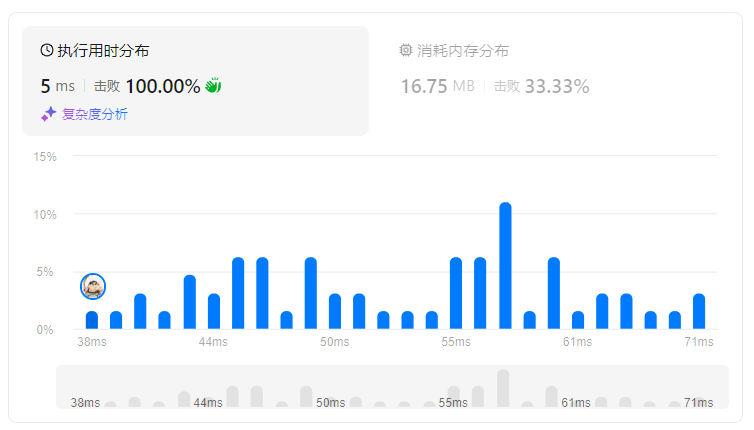 执行用时分布
5 ms 击败 100.00%
复杂度分析
消耗内存分布
16.75 MB 击败 33.33%
15%
10%
5%
0%
38ms 44ms 50ms 55ms 61ms 71ms
38ms 44ms 50ms 55ms 61ms 71ms